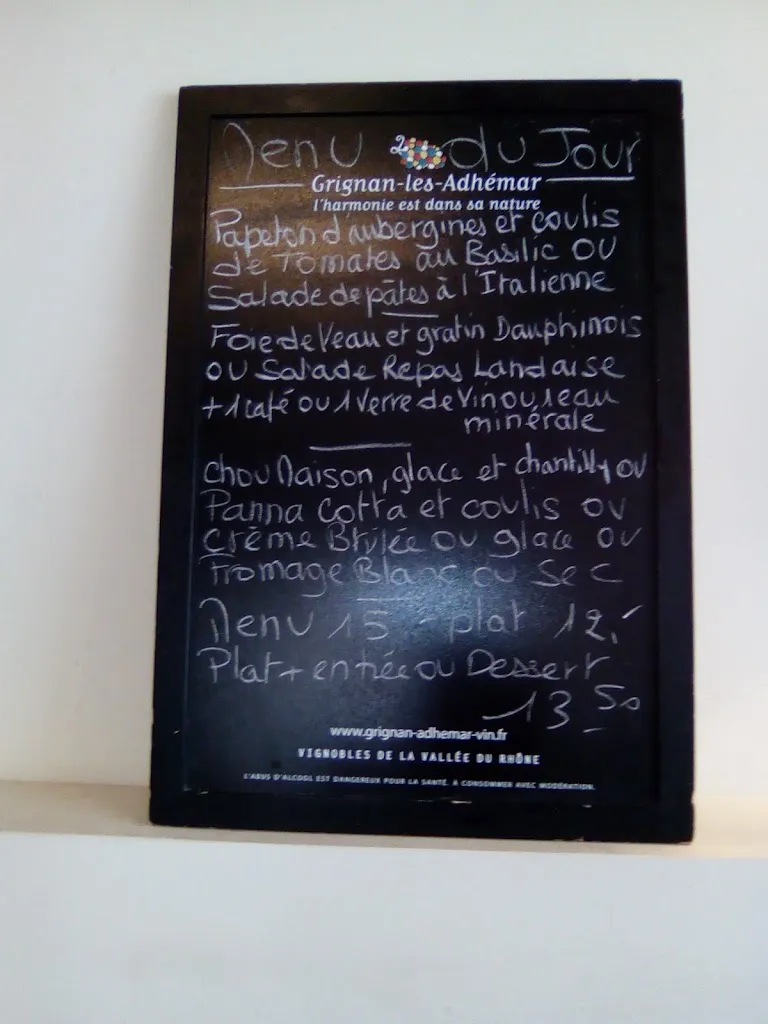 Menu du Jour
Grignan-les-Adhémar
l'harmonie est dans sa nature
Papeton d'aubergines et coulis
de Tomates au Basilic OU
Salade de pâtes à l'Italienne
Foie de Veau et gratin Dauphinois
OU Salade Repas Landaise
+ 1 café ou 1 Verre de Vin ou 1 eau
minérale
Chou Maison, glace et chantilly ou
Panna Cotta et coulis ou
Crème Brulée ou glace ou
Fromage Blanc ou Sec
Menu 15 - plat 12,-
Plat + entrée ou Dessert
13 50
www.grignan-adhemar-vin.fr
VIGNOBLES DE LA VALLÉE DU RHÔNE
L'ABUS D'ALCOOL EST DANGEREUX POUR LA SANTÉ. À CONSOMMER AVEC MODÉRATION.